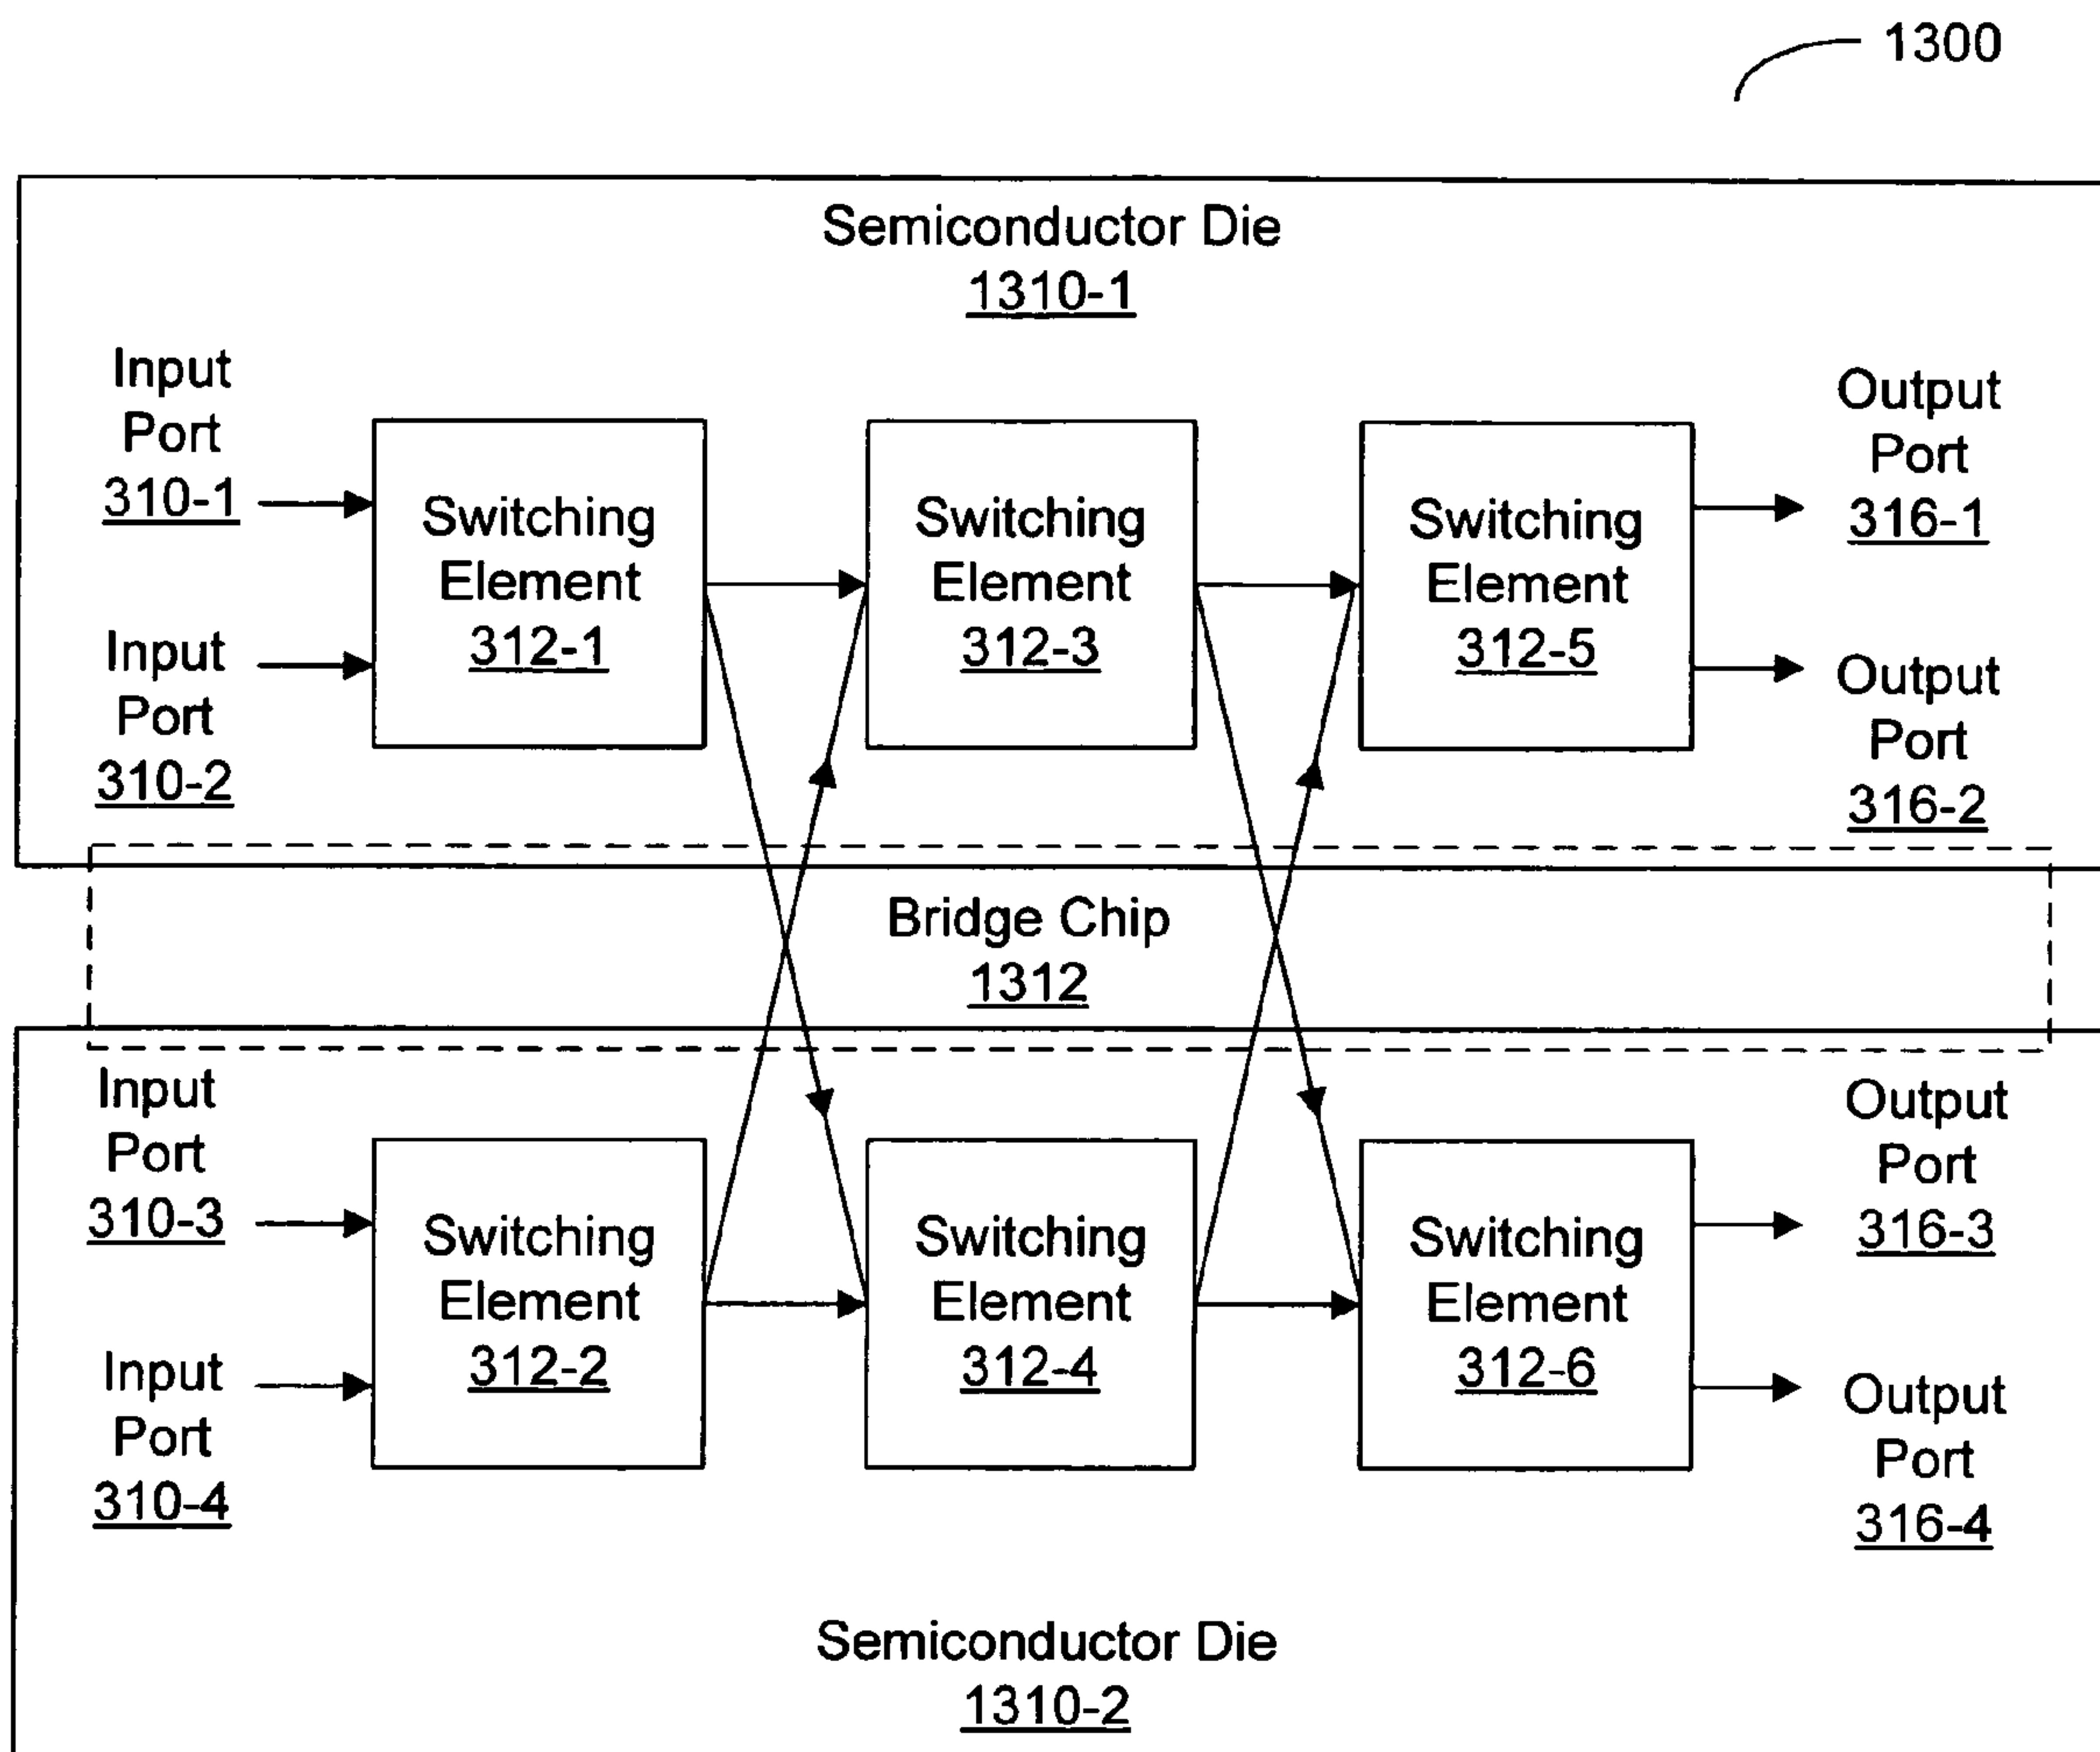 1300
Semiconductor Die
1310-1
Input
Port
310-1
Input
Port
310-2
Switching
Element
312-1
Switching
Element
312-3
Switching
Element
312-5
Output
Port
316-1
Output
Port
316-2
Bridge Chip
1312
Input
Port
310-3
Input
Port
310-4
Switching
Element
312-2
Switching
Element
312-4
Switching
Element
312-6
Output
Port
316-3
Output
Port
316-4
Semiconductor Die
1310-2